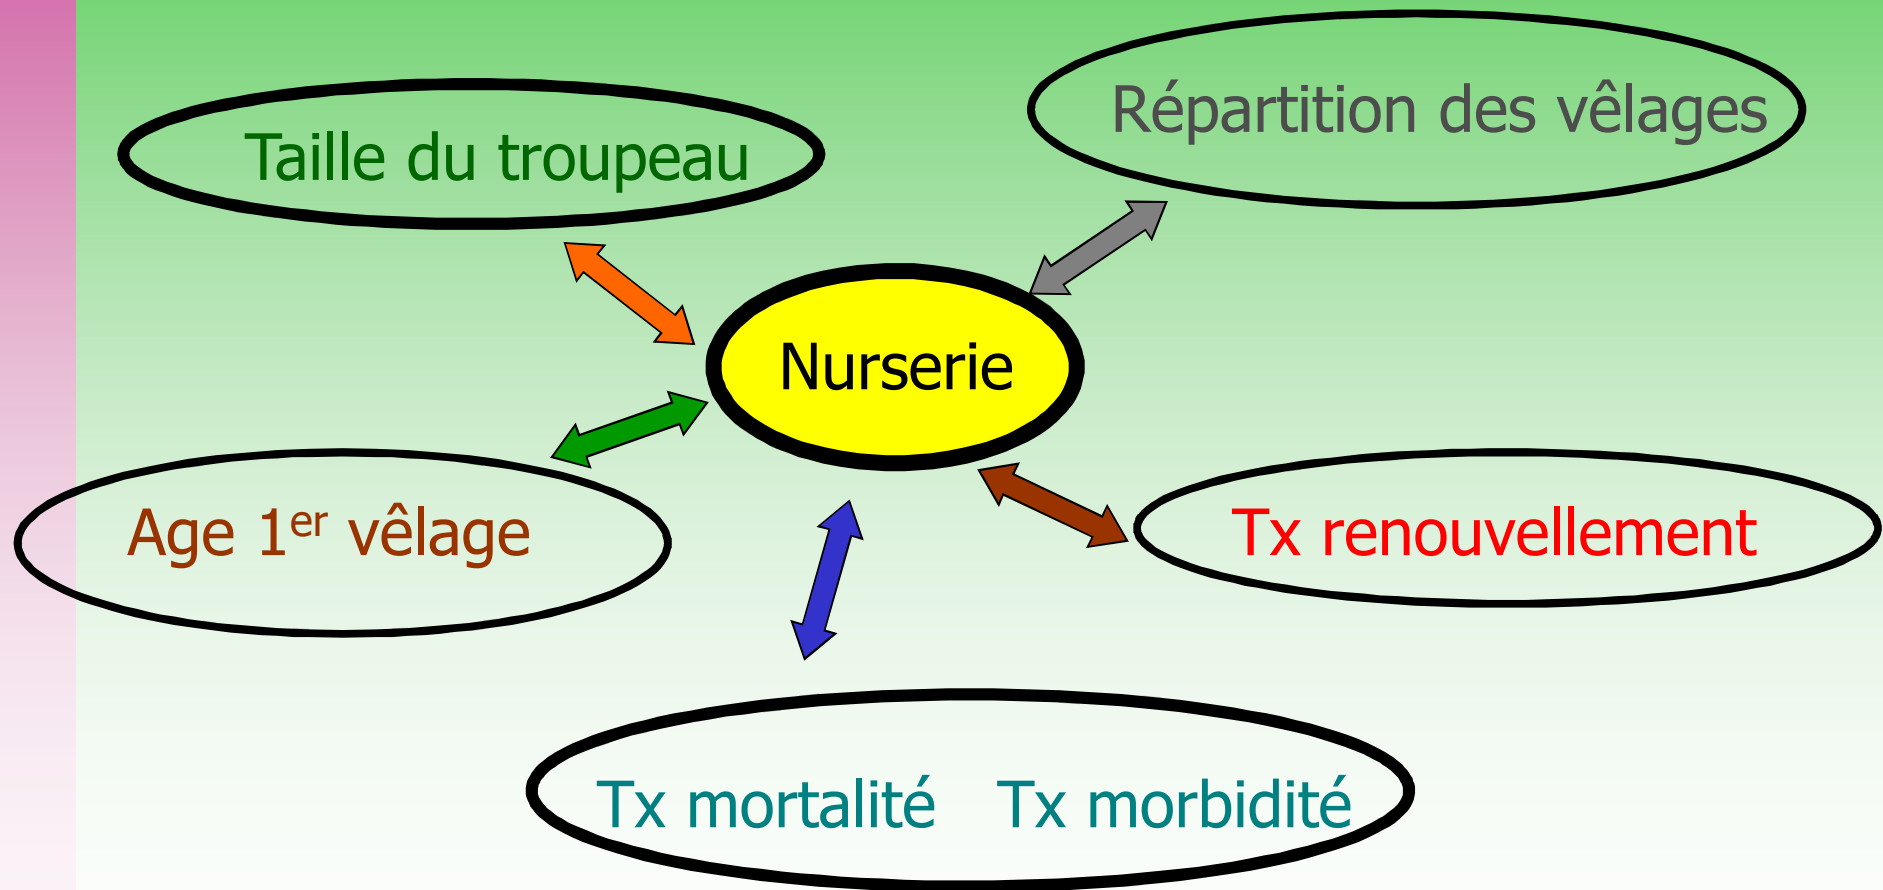 Répartition des vêlages
Taille du troupeau
Nurserie
Age 1er vêlage
Tx renouvellement
Tx mortalité Tx morbidité